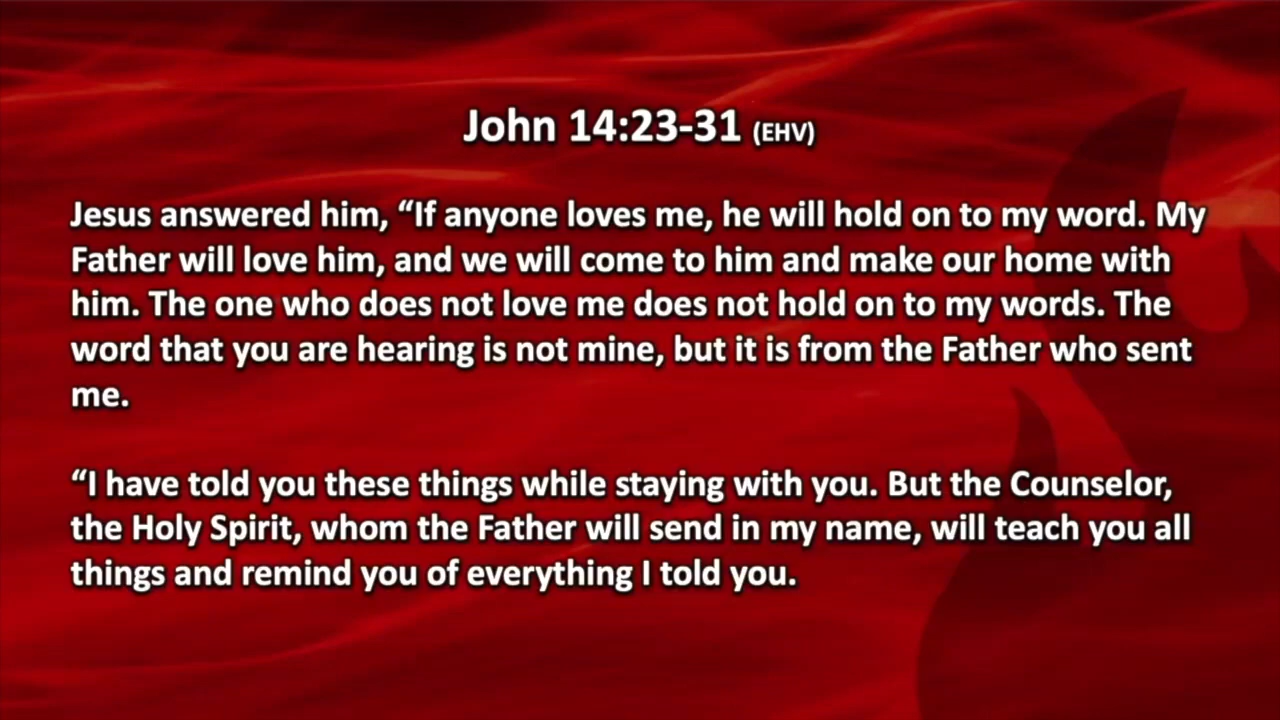 John 14:23-31 (EHV)
Jesus answered him, “If anyone loves me, he will hold on to my word. My
Father will love him, and we will come to him and make our home with
him. The one who does not love me does not hold on to my words. The
word that you are hearing is not mine, but it is from the Father who sent
me.
“I have told you these things while staying with you. But the Counselor,
the Holy Spirit, whom the Father will send in my name, will teach you all
things and remind you of everything I told you.